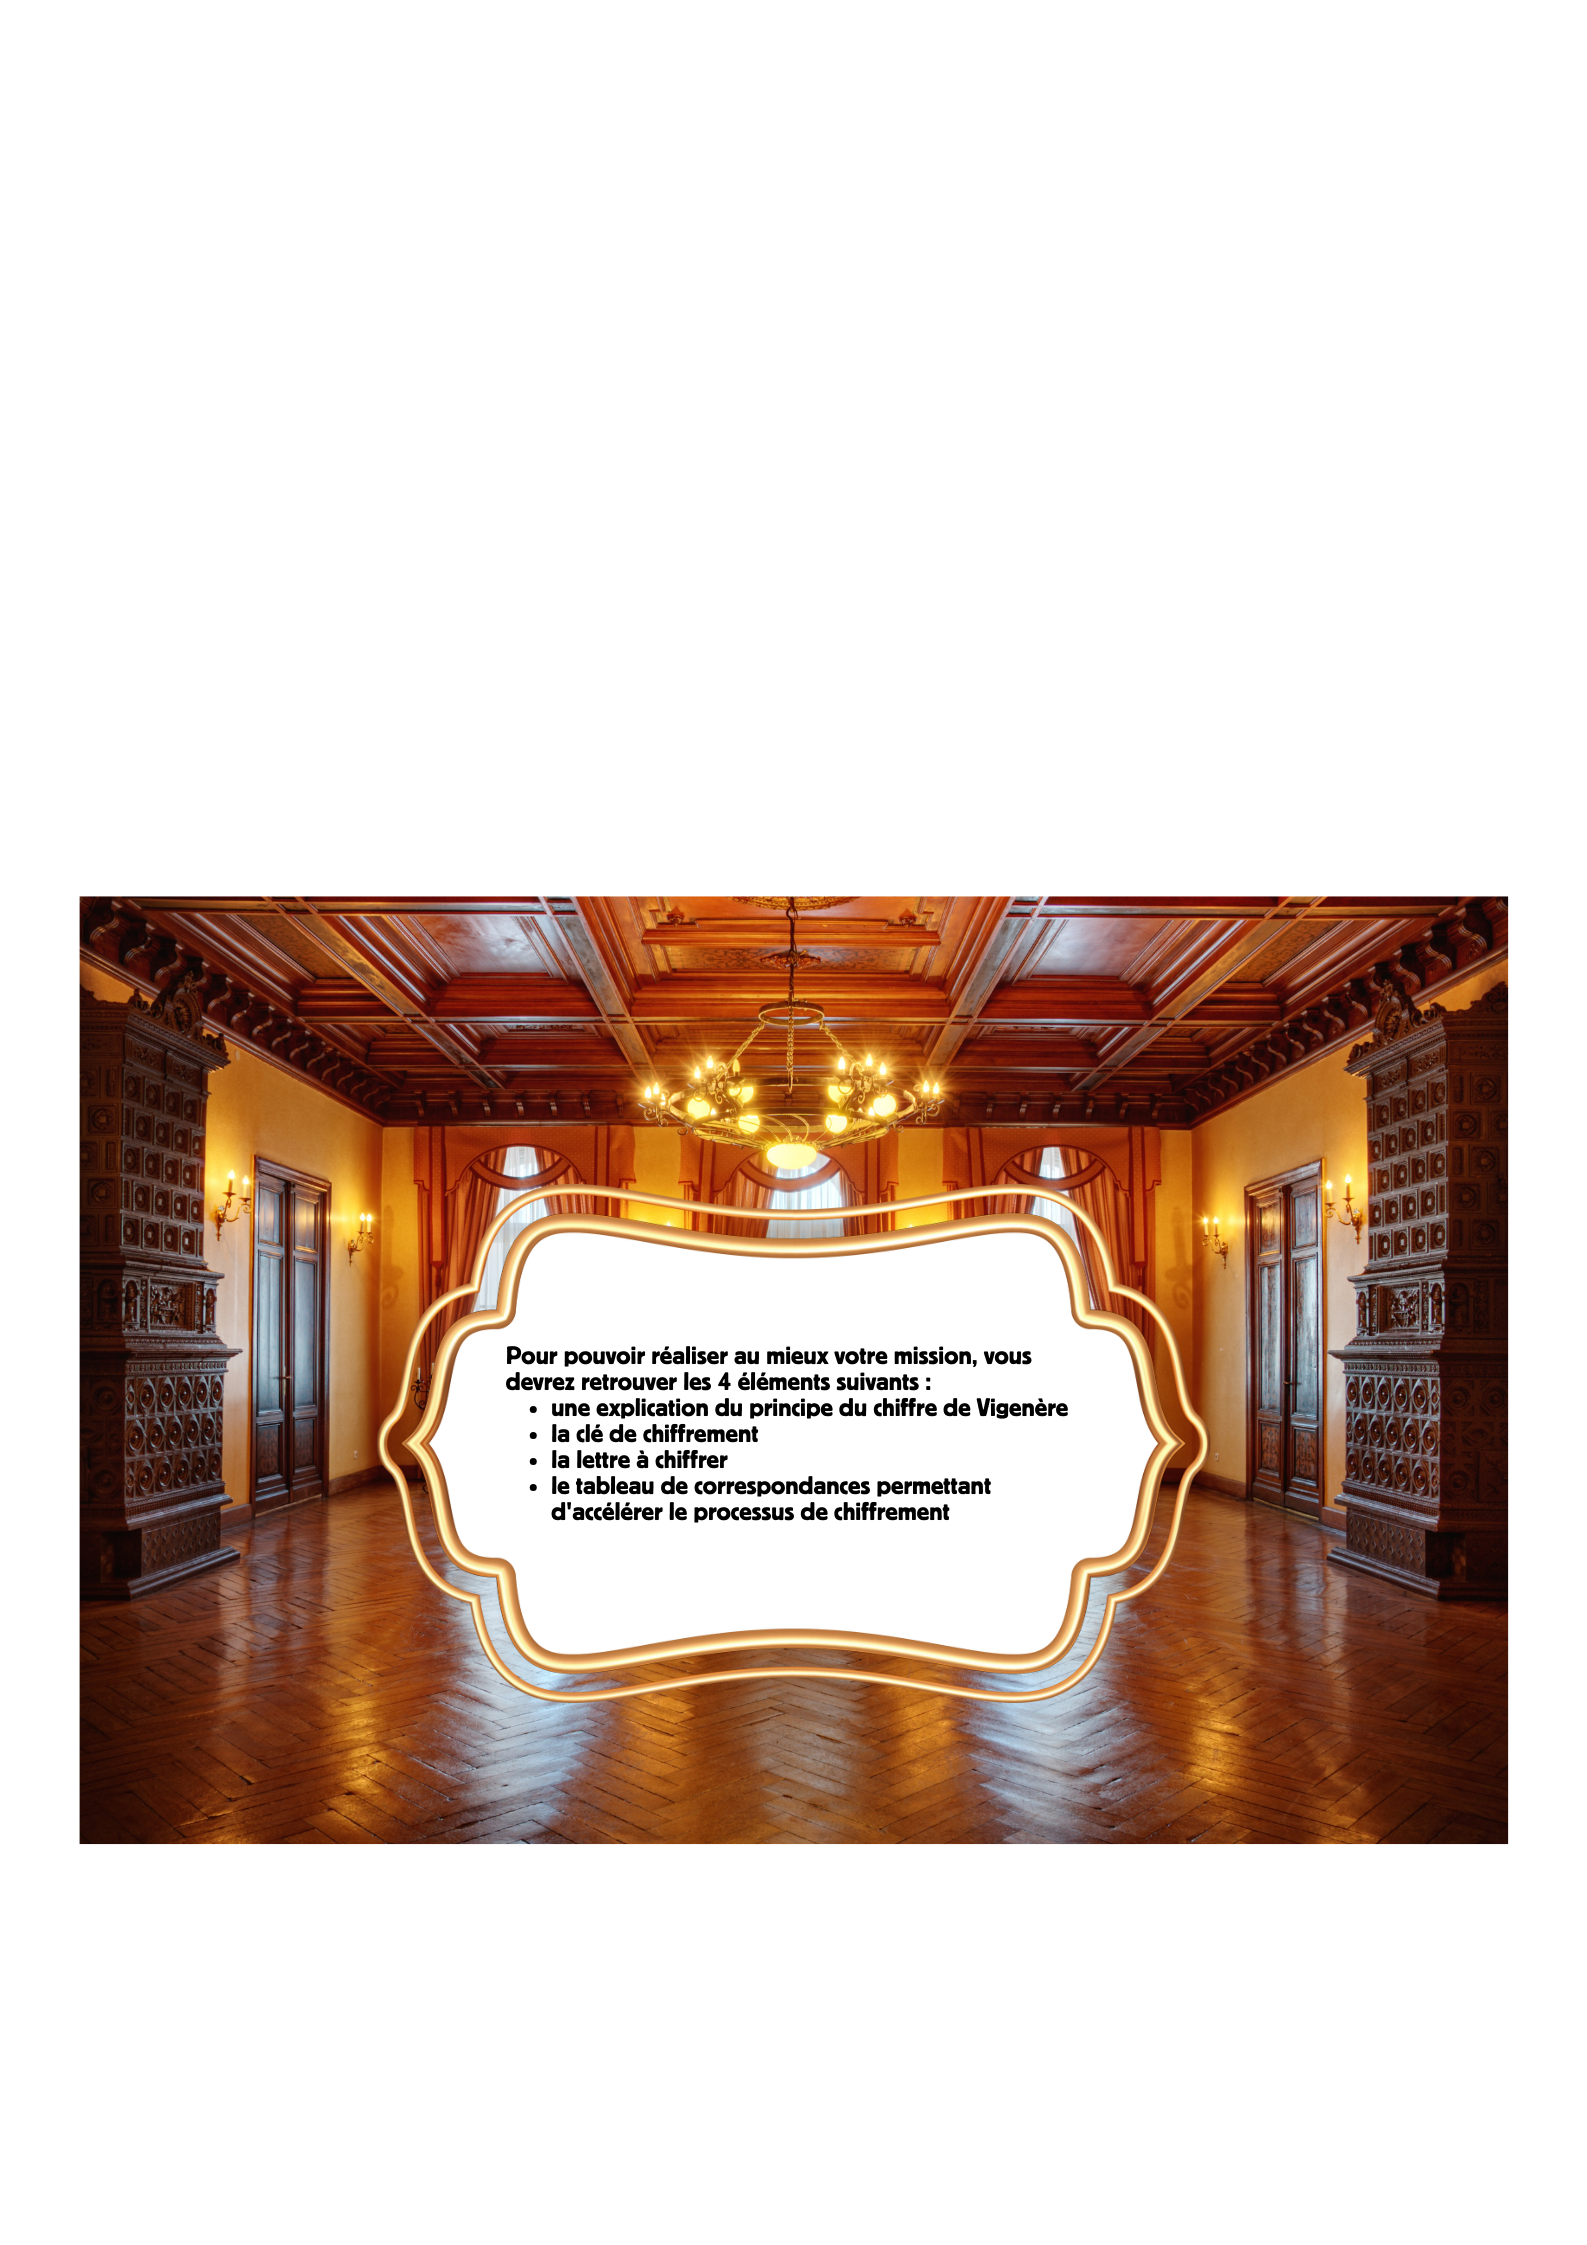 Pour pouvoir réaliser au mieux votre mission, vous
devrez retrouver les 4 éléments suivants :
• une explication du principe du chiffre de Vigenère
• la clé de chiffrement
• la lettre à chiffrer
• le tableau de correspondances permettant
d'accélérer le processus de chiffrement